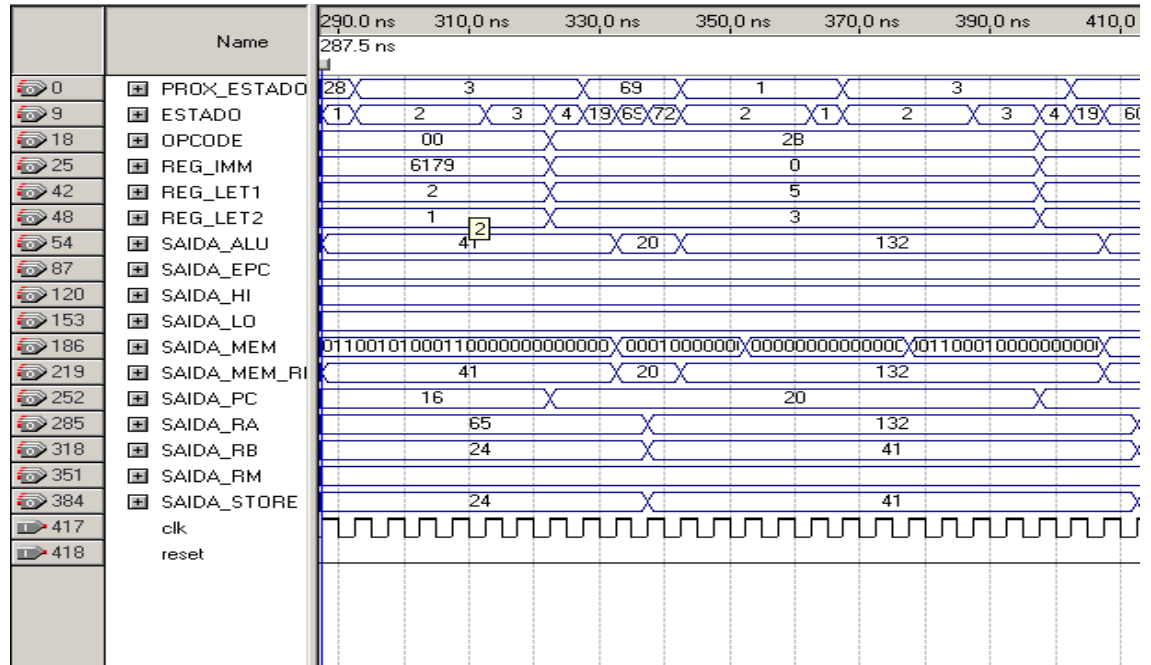 290.0 ns 310.0 ns 330.0 ns 350.0 ns 370.0 ns 390.0 ns 410.0
Name
287.5 ns
0 PROX_ESTADO 28 3 69 1 3
9 ESTADO 1 2 3 4 19 69 72 2 1 2 3 4 19 60
18 OPCODE 00 2B
25 REG_IMM 6179 0
42 REG_LET1 2 5
48 REG_LET2 1 3
2
54 SAIDA_ALU 41 20 132
87 SAIDA_EPC
120 SAIDA_HI
153 SAIDA_LO
186 SAIDA_MEM
219 SAIDA_MEM_RI 41 20 132
252 SAIDA_PC 16 20
285 SAIDA_RA 65 132
318 SAIDA_RB 24 41
351 SAIDA_RM
384 SAIDA_STORE 24 41
417 clk
418 reset